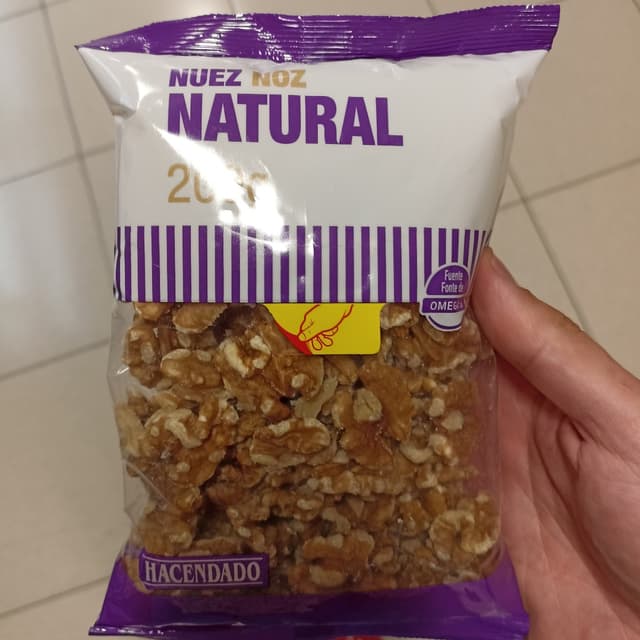 NUEZ NOZ
NATURAL
Fuente
Fonte de
OMEGA
HACENDADO